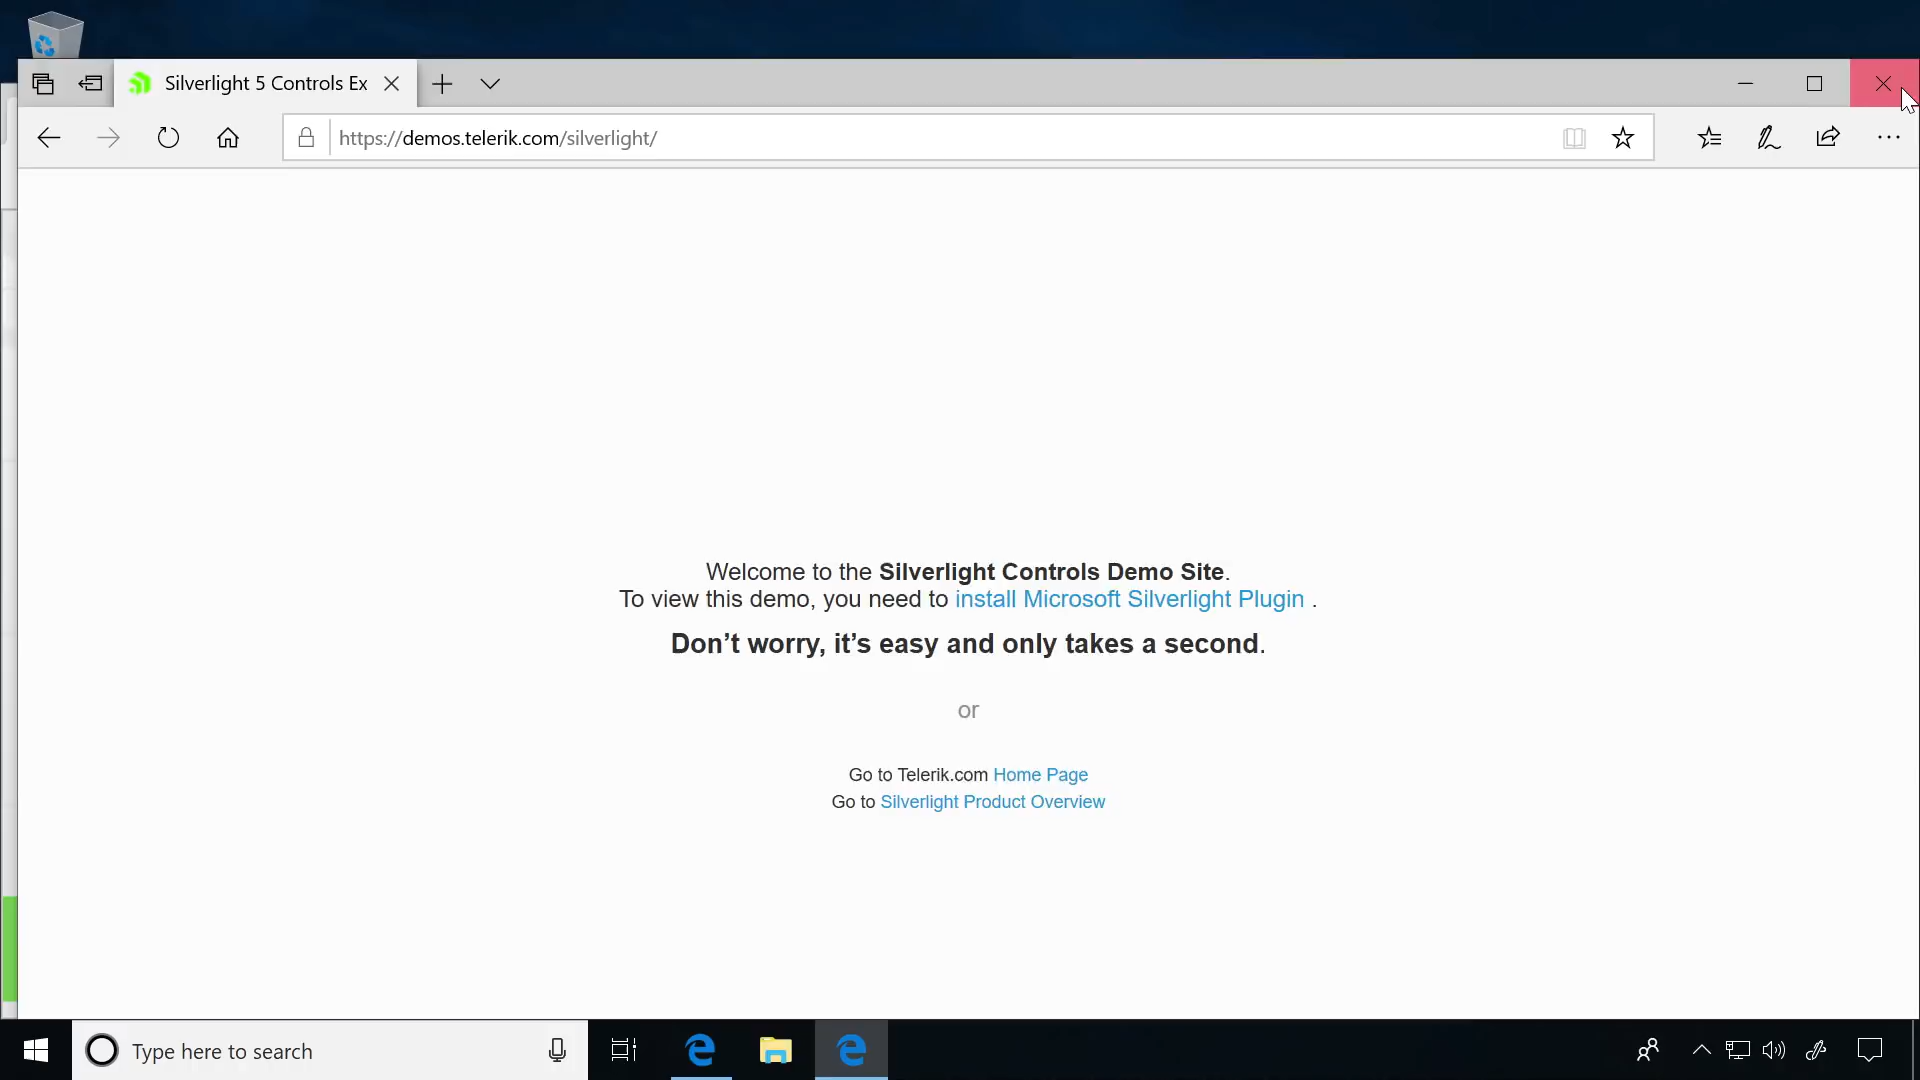 Silverlight 5 Controls Ex
https://demos.telerik.com/silverlight/
Welcome to the Silverlight Controls Demo Site.
To view this demo, you need to install Microsoft Silverlight Plugin .
Don’t worry, it’s easy and only takes a second.
or
Go to Telerik.com Home Page
Go to Silverlight Product Overview
Type here to search